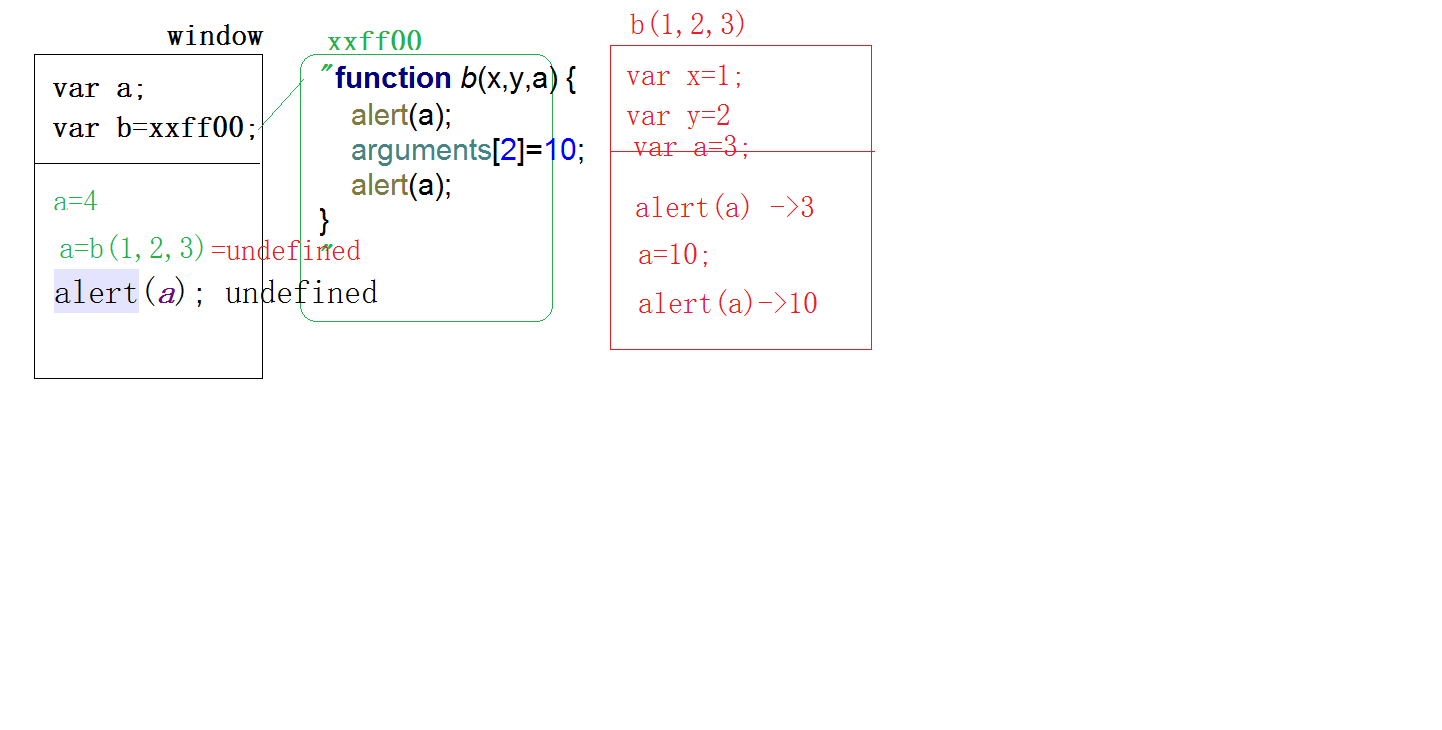 window
var a;
var b=xxff00;
a=4
a=b(1,2,3)=undefined
alert(a); undefined
xxff00
"function b(x,y,a) {
alert(a);
arguments[2]=10;
alert(a);
}
"
b(1,2,3)
var x=1;
var y=2
var a=3;
alert(a) ->3
a=10;
alert(a)->10